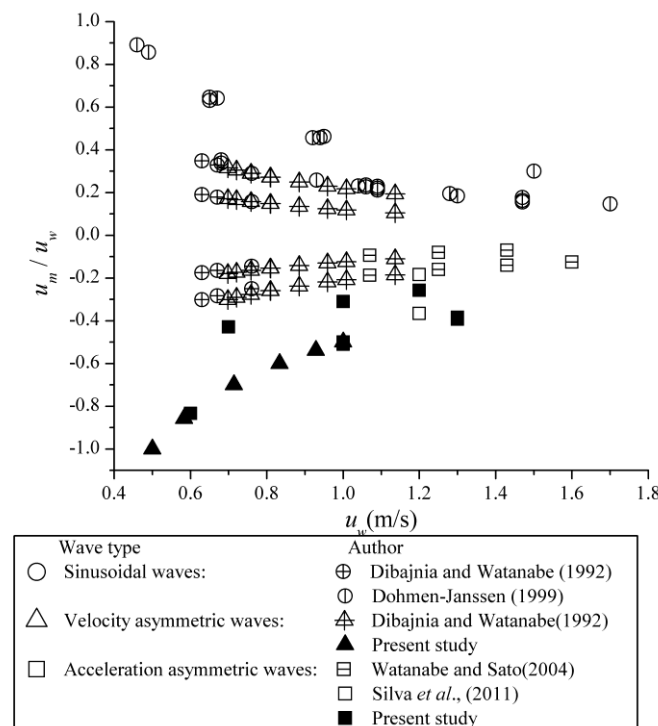 1.0
0.8
0.6
0.4
0.2
0.0
-0.2
-0.4
-0.6
-0.8
-1.0
u_m / u_w
0.4 0.6 0.8 1.0 1.2 1.4 1.6 1.8
u_w(m/s)
Wave type Author
Sinusoidal waves: Dibajnia and Watanabe (1992)
Dohmen-Janssen (1999)
Velocity asymmetric waves: Dibajnia and Watanabe(1992)
Present study
Acceleration asymmetric waves: Watanabe and Sato(2004)
Silva et al., (2011)
Present study